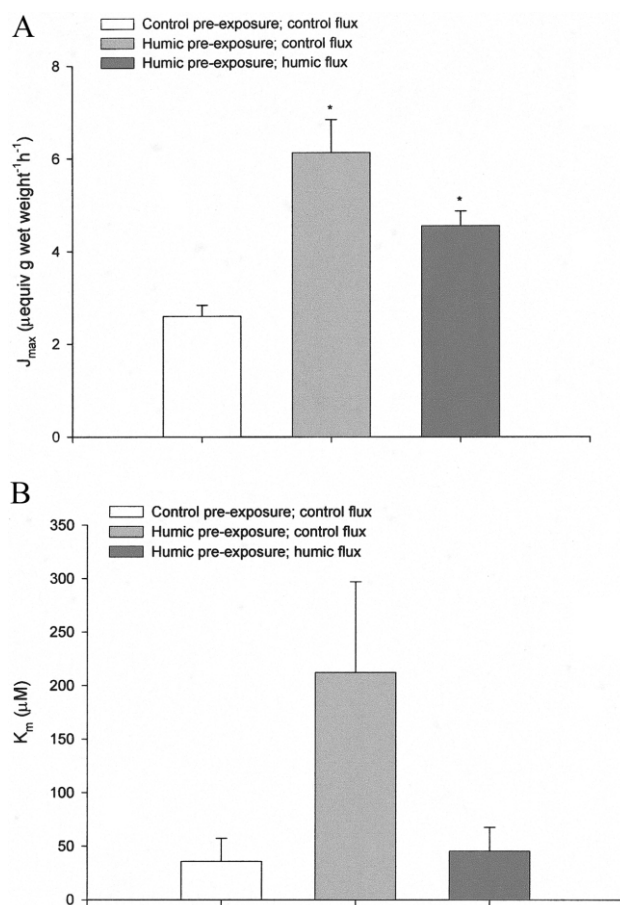 A
Control pre-exposure; control flux
Humic pre-exposure; control flux
Humic pre-exposure; humic flux
8
6
4
2
0
*
*
Jmax (µequiv g wet weight⁻¹h⁻¹)
B
Control pre-exposure; control flux
Humic pre-exposure; control flux
Humic pre-exposure; humic flux
350
300
250
200
150
100
50
0
Km (µM)